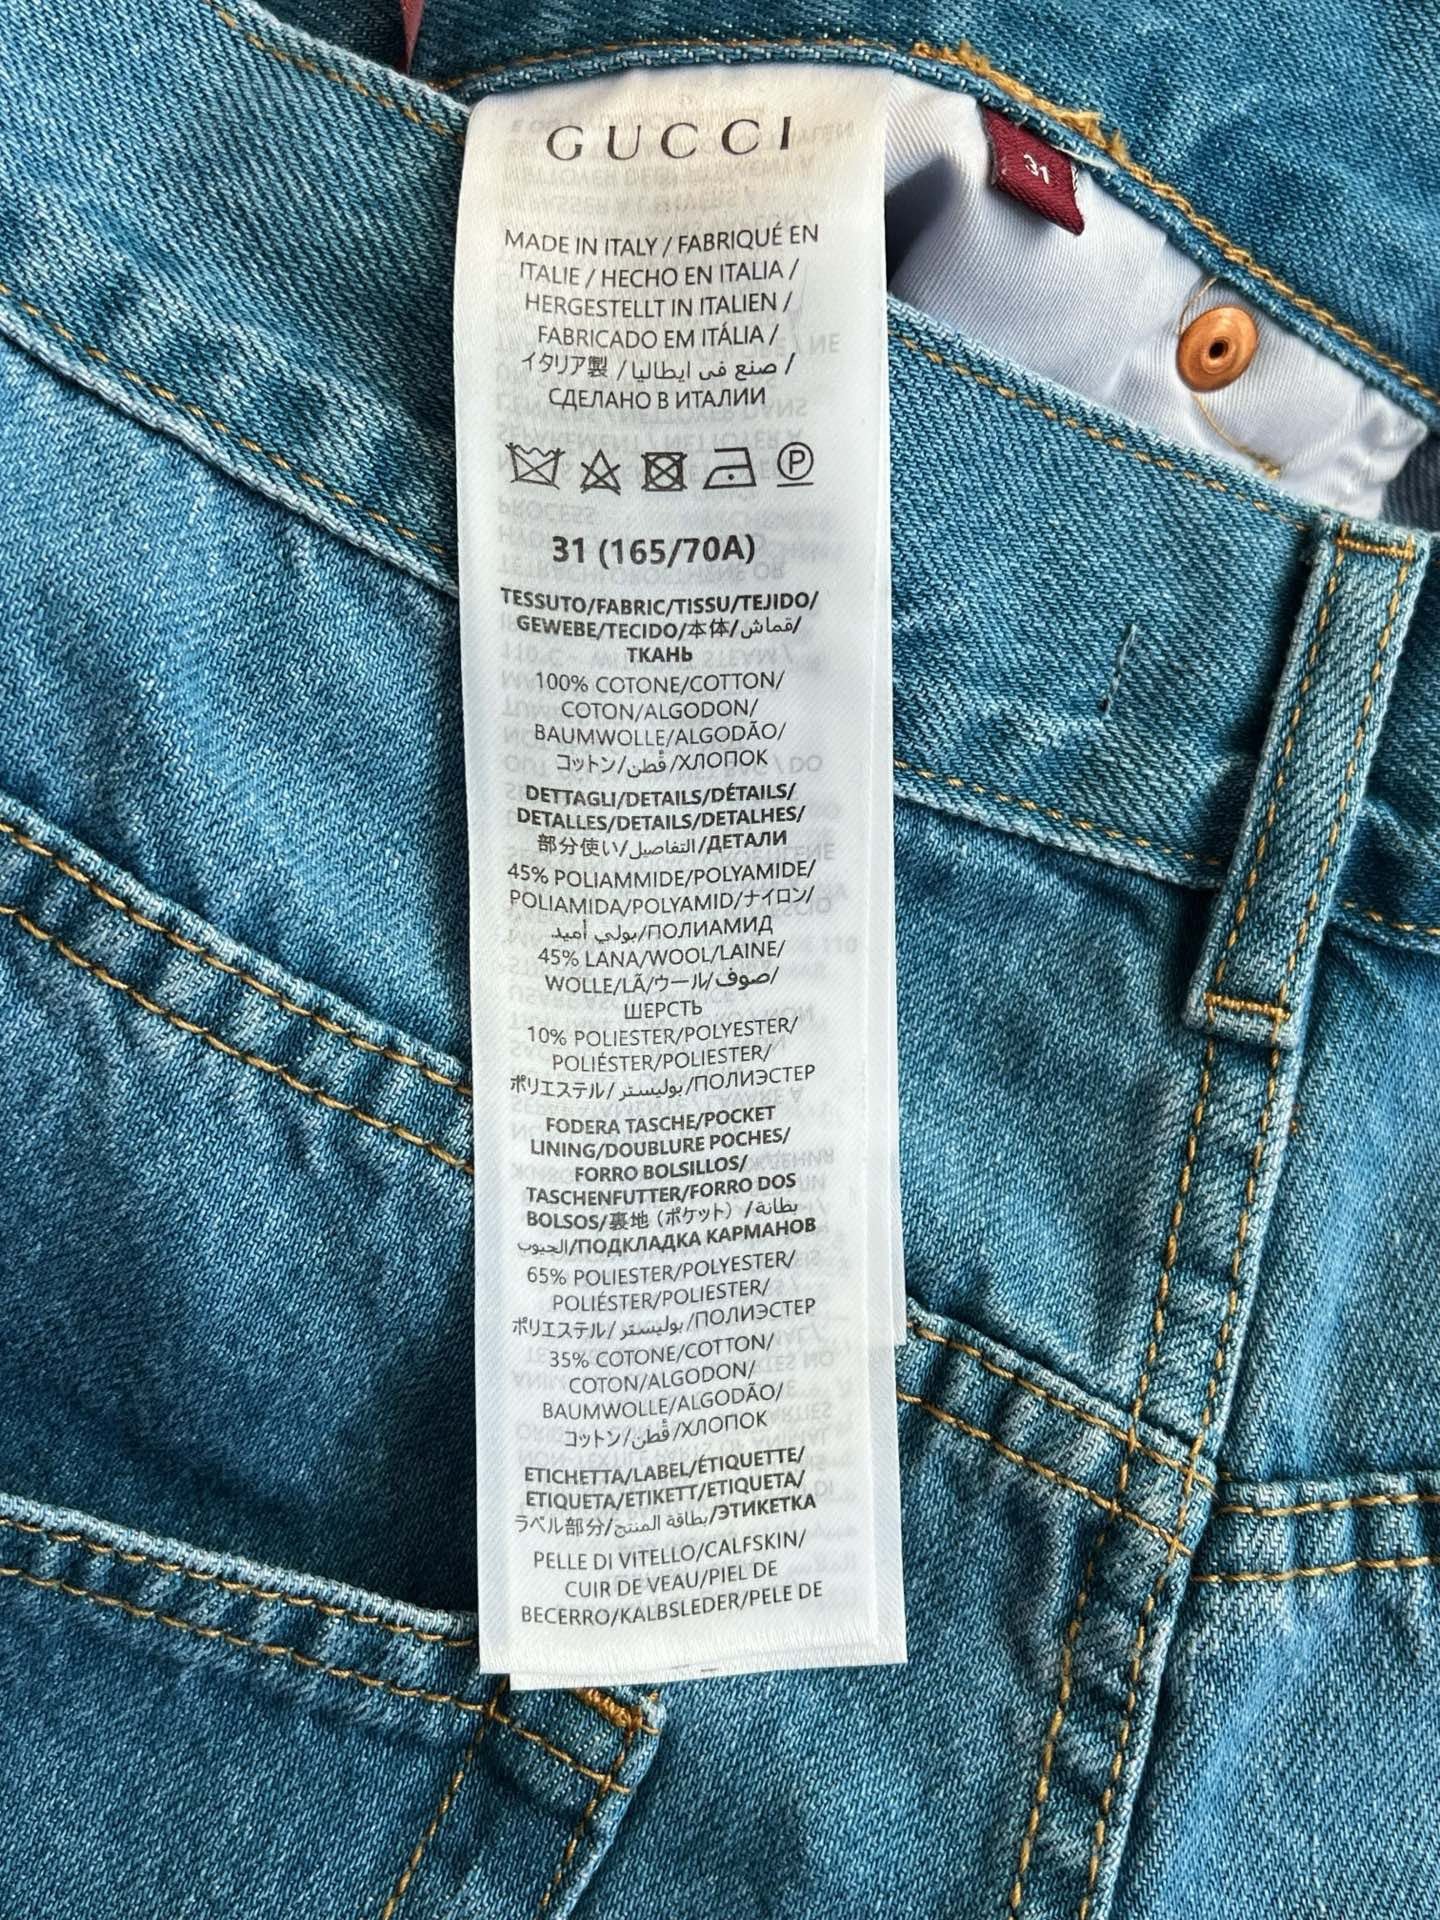 GUCCI
31
MADE IN ITALY / FABRIQUÉ EN
ITALIE / HECHO EN ITALIA /
HERGESTELLT IN ITALIEN /
FABRICADO EM ITÁLIA /
イタリア製 / صنع في ايطاليا /
СДЕЛАНО В ИТАЛИИ
P
31 (165/70A)
TESSUTO/FABRIC/TISSU/TEJIDO/
GEWEBE/TECIDO/本体/قماش/
ТКАНЬ
100% COTONE/COTTON/
COTON/ALGODON/
BAUMWOLLE/ALGODÃO/
コットン/قُطن/ХЛОПОК
DETTAGLI/DETAILS/DÉTAILS/
DETALLES/DETAILS/DETALHES/
部分使い/التفاصيل/ДЕТАЛИ
45% POLIAMMIDE/POLYAMIDE/
POLIAMIDA/POLYAMID/ナイロン/
بولي أميد/ПОЛИАМИД
45% LANA/WOOL/LAINE/
WOLLE/LÃ/ウール/صوف/
ШЕРСТЬ
10% POLIESTER/POLYESTER/
POLIÉSTER/POLIESTER/
ポリエステル/بوليستر/ПОЛИЭСТЕР
FODERA TASCHE/POCKET
LINING/DOUBLURE POCHES/
FORRO BOLSILLOS/
TASCHENFUTTER/FORRO DOS
BOLSOS/裏地 (ポケット) /بطانة
الجيوب/ПОДКЛАДКА КАРМАНОВ
65% POLIESTER/POLYESTER/
POLIÉSTER/POLIESTER/
ポリエステル/بوليستر/ПОЛИЭСТЕР
35% COTONE/COTTON/
COTON/ALGODON/
BAUMWOLLE/ALGODÃO/
コットン/قُطن/ХЛОПОК
ETICHETTA/LABEL/ÉTIQUETTE/
ETIQUETA/ETIKETT/ETIQUETA/
ラベル部分/بطاقة المنتج/ЭТИКЕТКА
PELLE DI VITELLO/CALFSKIN/
CUIR DE VEAU/PIEL DE
BECERRO/KALBSLEDER/PELE DE